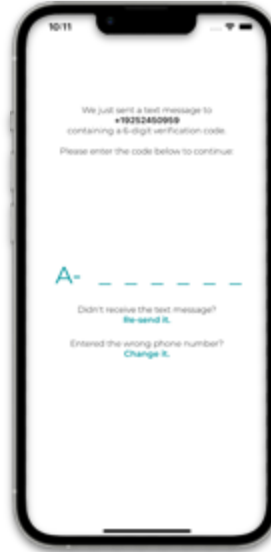 10:11
We just sent a text message to
+19252450959
containing a 6-digit verification code.
Please enter the code below to continue:
A- _ _ _ _ _ _
Didn't receive the text message?
Re-send it.
Entered the wrong phone number?
Change it.